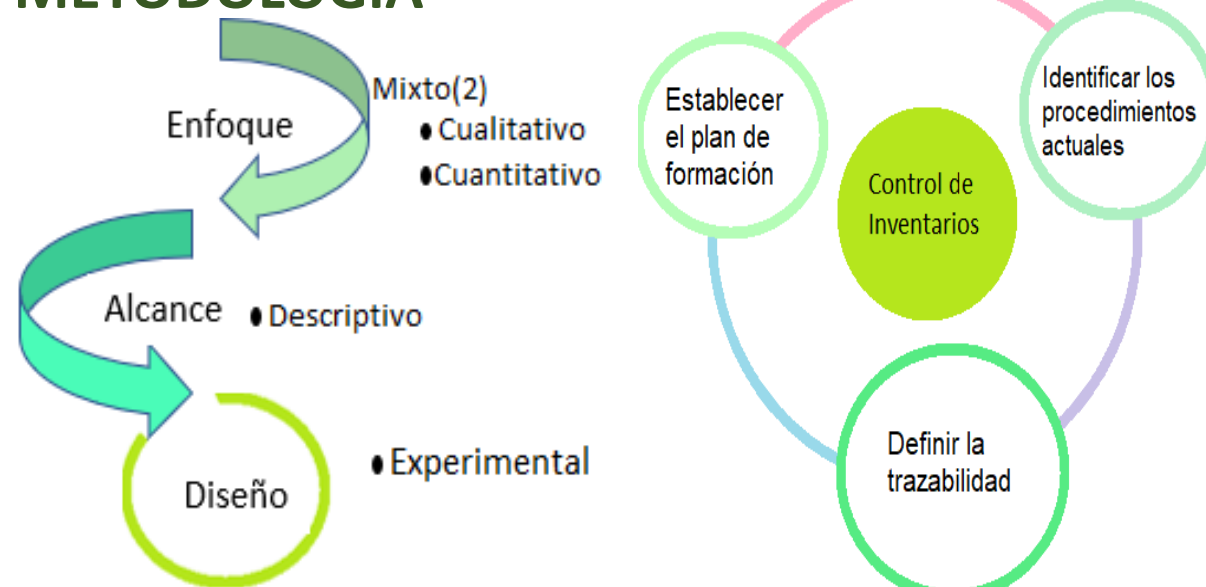 METODOLOGÍA
Enfoque
Mixto(2)
• Cualitativo
•Cuantitativo
Alcance
• Descriptivo
Diseño
• Experimental
Establecer
el plan de
formación
Identificar los
procedimientos
actuales
Control de
Inventarios
Definir la
trazabilidad